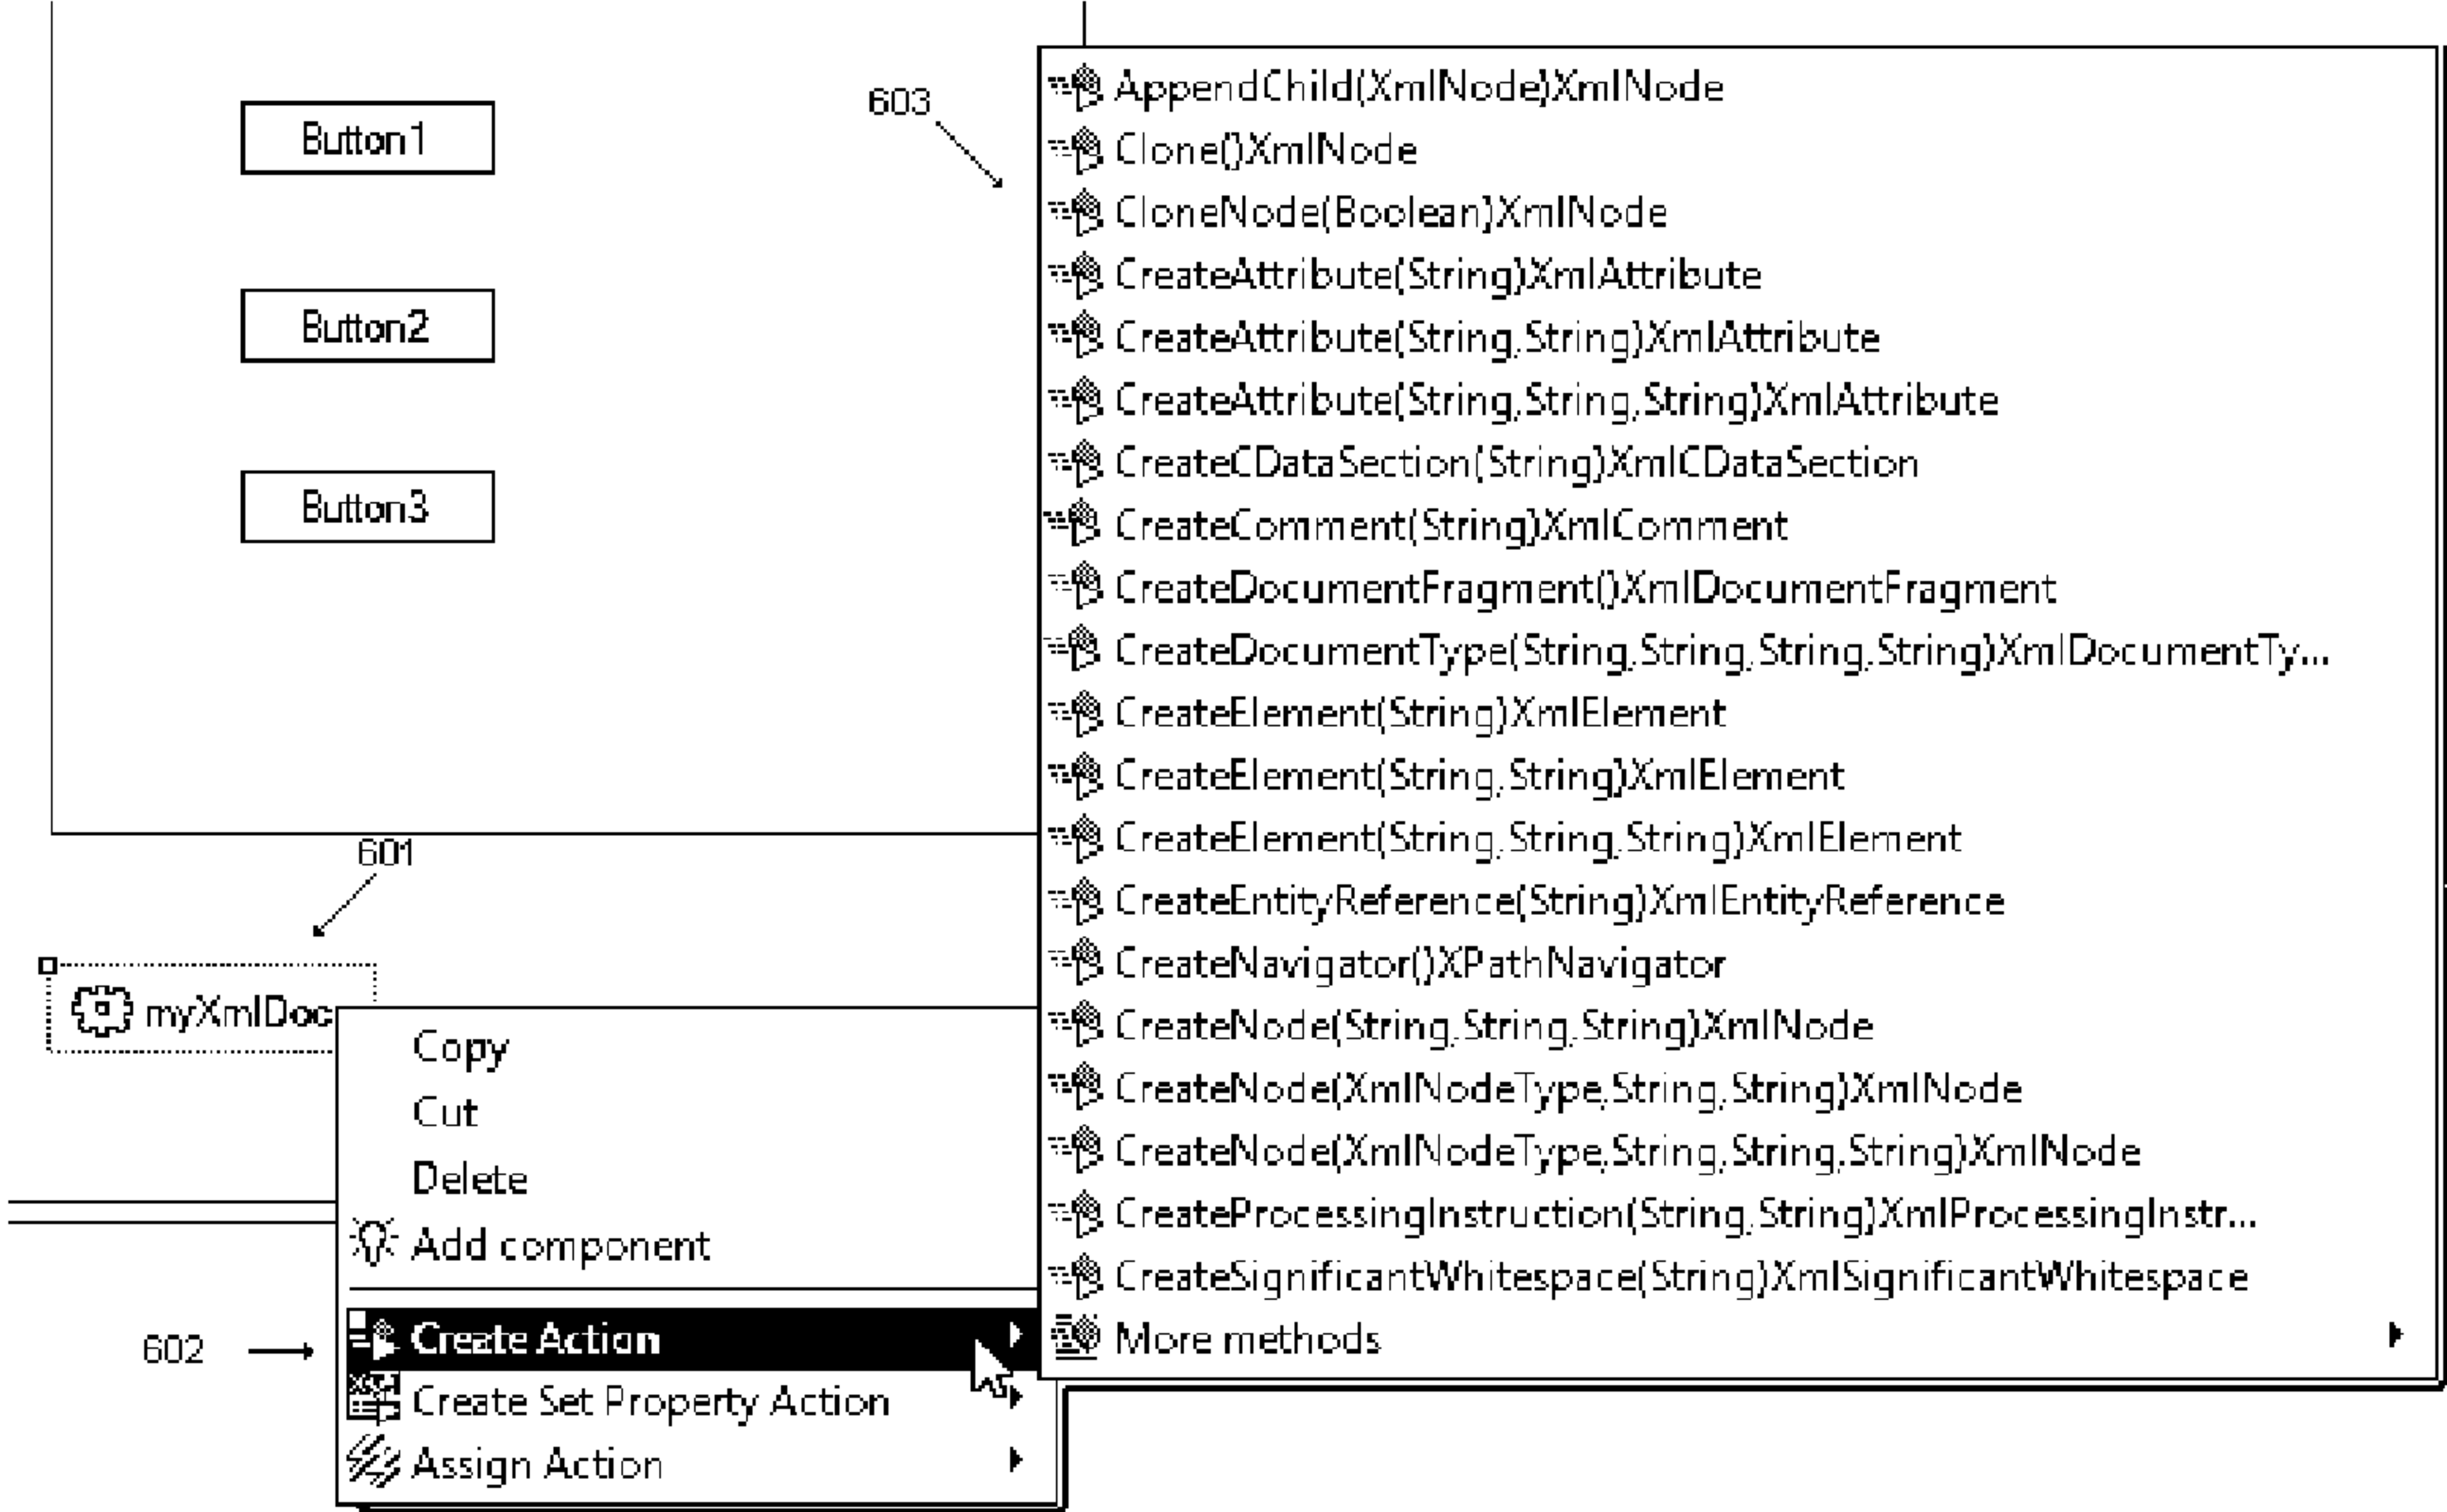 Button1
Button2
Button3
603
AppendChild(XmlNode)XmlNode
Clone()XmlNode
CloneNode(Boolean)XmlNode
CreateAttribute(String)XmlAttribute
CreateAttribute(String,String)XmlAttribute
CreateAttribute(String,String,String)XmlAttribute
CreateCDataSection(String)XmlCDataSection
CreateComment(String)XmlComment
CreateDocumentFragment()XmlDocumentFragment
CreateDocumentType(String,String,String,String)XmlDocumentTy...
CreateElement(String)XmlElement
CreateElement(String,String)XmlElement
CreateElement(String,String,String)XmlElement
CreateEntityReference(String)XmlEntityReference
CreateNavigator()XPathNavigator
CreateNode(String,String,String)XmlNode
CreateNode(XmlNodeType,String,String)XmlNode
CreateNode(XmlNodeType,String,String,String)XmlNode
CreateProcessingInstruction(String,String)XmlProcessingInstr...
CreateSignificantWhitespace(String)XmlSignificantWhitespace
More methods
601
myXmlDoc
Copy
Cut
Delete
Add component
602
Create Action
Create Set Property Action
Assign Action